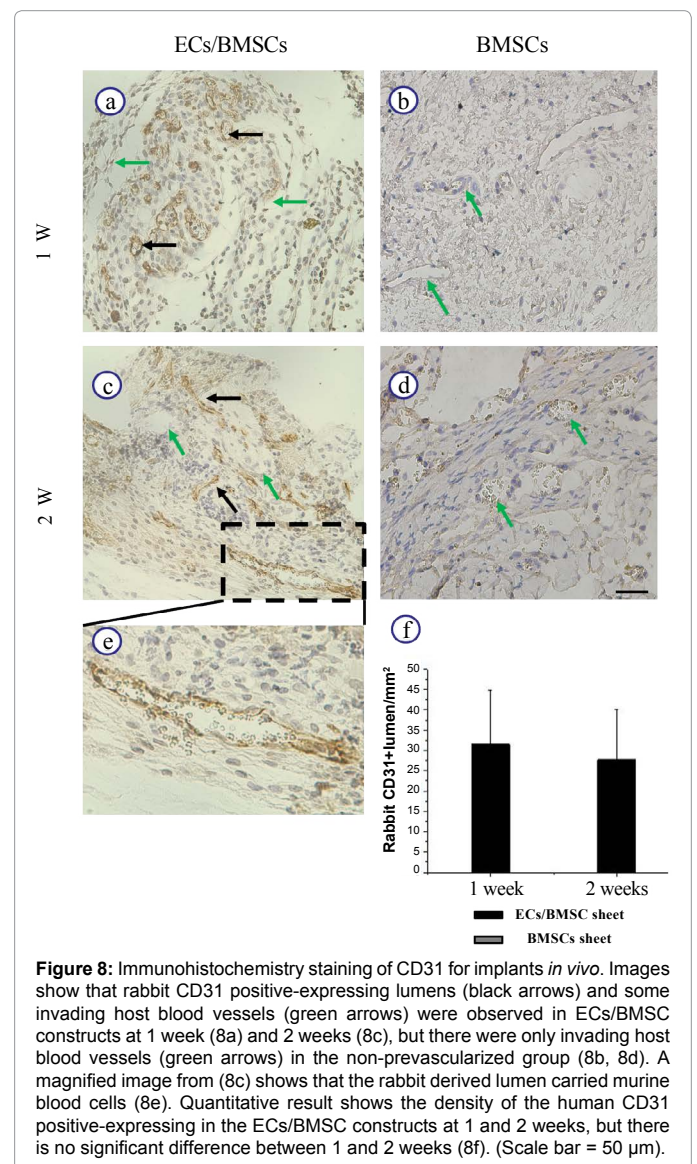 ECs/BMSCs BMSCs
a
b
1 W
c
d
2 W
e
f
50
45
40
35
30
25
20
15
10
5
0
Rabbit CD31+lumen/mm²
1 week 2 weeks
ECs/BMSC sheet
BMSCs sheet
Figure 8: Immunohistochemistry staining of CD31 for implants in vivo. Images
show that rabbit CD31 positive-expressing lumens (black arrows) and some
invading host blood vessels (green arrows) were observed in ECs/BMSC
constructs at 1 week (8a) and 2 weeks (8c), but there were only invading host
blood vessels (green arrows) in the non-prevascularized group (8b, 8d). A
magnified image from (8c) shows that the rabbit derived lumen carried murine
blood cells (8e). Quantitative result shows the density of the human CD31
positive-expressing in the ECs/BMSC constructs at 1 and 2 weeks, but there
is no significant difference between 1 and 2 weeks (8f). (Scale bar = 50 µm).